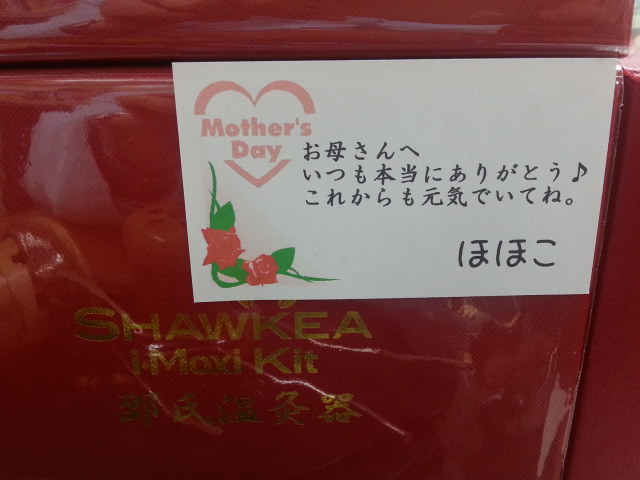 Mother's
Day
お母さんへ
いつも本当にありがとう♪
これからも元気でいてね。
ほほこ
SHAWKEA
i-Moxi Kit
邵氏温灸器